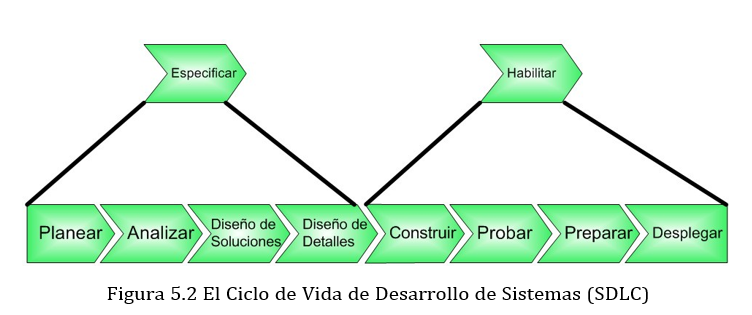 Especificar
Habilitar
Planear
Analizar
Diseño de
Soluciones
Diseño de
Detalles
Construir
Probar
Preparar
Desplegar
Figura 5.2 El Ciclo de Vida de Desarrollo de Sistemas (SDLC)